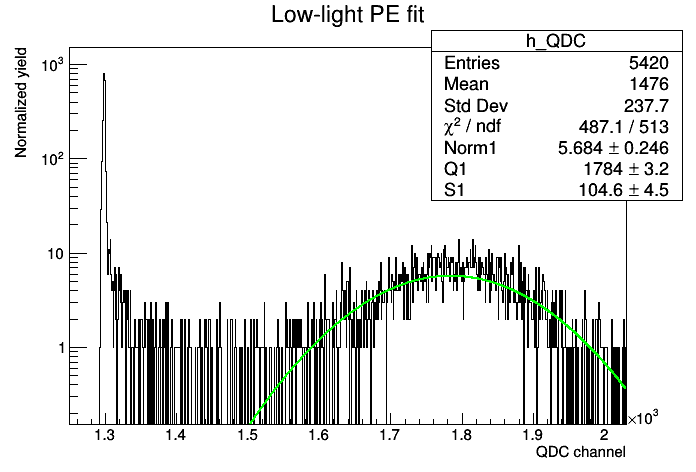 Low-light PE fit
h_QDC
Entries 5420
Mean 1476
Std Dev 237.7
χ² / ndf 487.1 / 513
Norm1 5.684 ± 0.246
Q1 1784 ± 3.2
S1 104.6 ± 4.5
Normalized yield
10³
10²
10
1
1.3 1.4 1.5 1.6 1.7 1.8 1.9 2
×10³
QDC channel